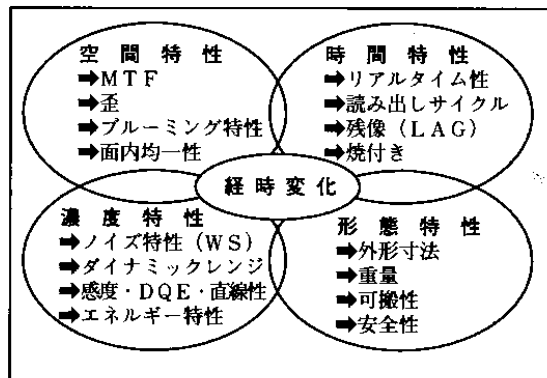 空間特性
➡MTF
➡歪
➡ブルーミング特性
➡面内均一性
時間特性
➡リアルタイム性
➡読み出しサイクル
➡残像(LAG)
➡焼付き
経時変化
濃度特性
➡ノイズ特性(WS)
➡ダイナミックレンジ
➡感度・DQE・直線性
➡エネルギー特性
形態特性
➡外形寸法
➡重量
➡可搬性
➡安全性